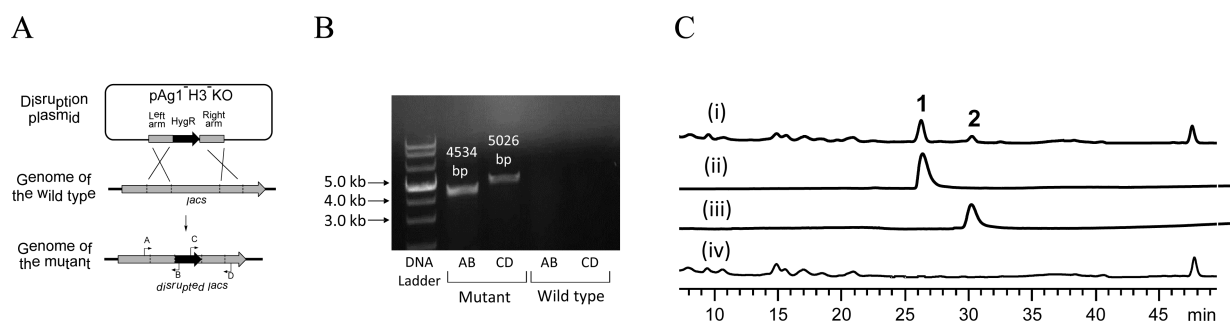 A
Disruption
plasmid
pAg1-H3-KO
Left
arm
HygR
Right
arm
Genome of
the wild type
lacs
Genome of
the mutant
A
C
B
D
disrupted lacs
B
4534
bp
5026
bp
5.0 kb
4.0 kb
3.0 kb
DNA
Ladder
AB
CD
AB
CD
Mutant
Wild type
C
(i)
1
2
(ii)
(iii)
(iv)
10
15
20
25
30
35
40
45
min